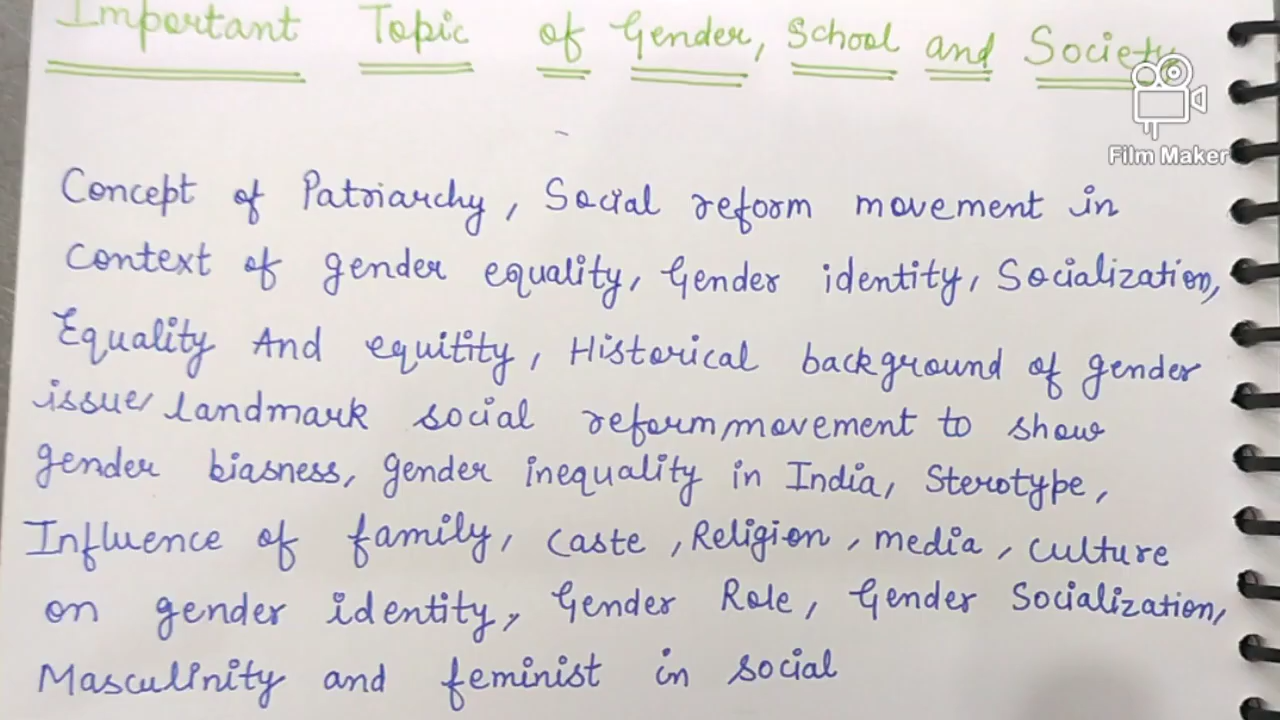 Important Topic of Gender, School and Society
Film Maker
Concept of Patriarchy, Social reform movement in
Context of gender equality, Gender identity, Socialization,
Equality And equitity, Historical background of gender
issue/ landmark social reform movement to show
gender biasness, gender inequality in India, Sterotype,
Influence of family, caste, Religion, media, culture
on gender identity, Gender Role, Gender Socialization,
Masculinity and feminist in social